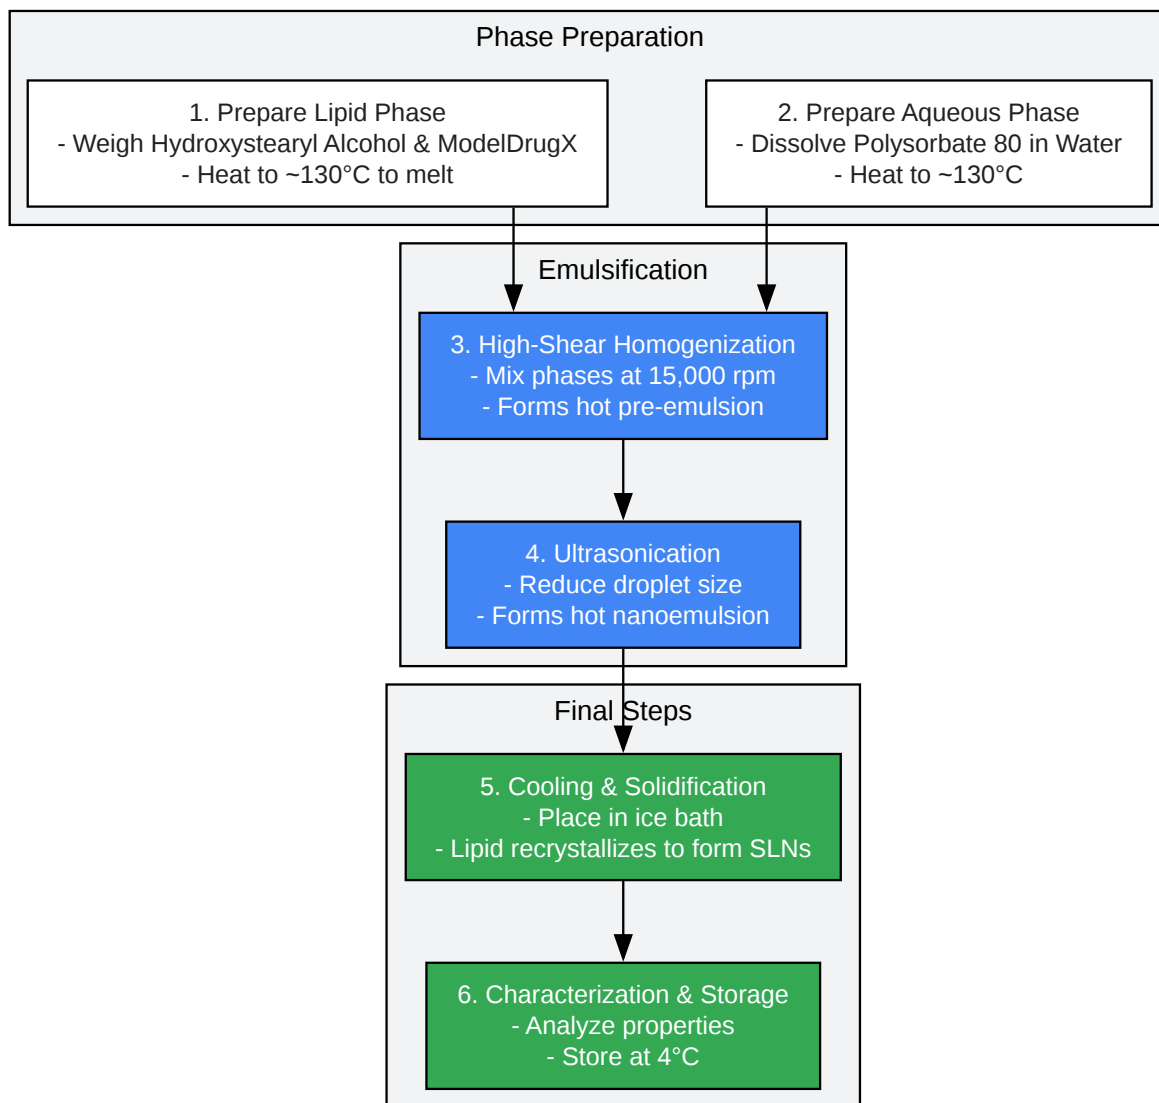 Phase Preparation
1. Prepare Lipid Phase
- Weigh Hydroxystearyl Alcohol & ModelDrugX
- Heat to ~130°C to melt
2. Prepare Aqueous Phase
- Dissolve Polysorbate 80 in Water
- Heat to ~130°C
Emulsification
3. High-Shear Homogenization
- Mix phases at 15,000 rpm
- Forms hot pre-emulsion
4. Ultrasonication
- Reduce droplet size
- Forms hot nanoemulsion
Final Steps
5. Cooling & Solidification
- Place in ice bath
- Lipid recrystallizes to form SLNs
6. Characterization & Storage
- Analyze properties
- Store at 4°C